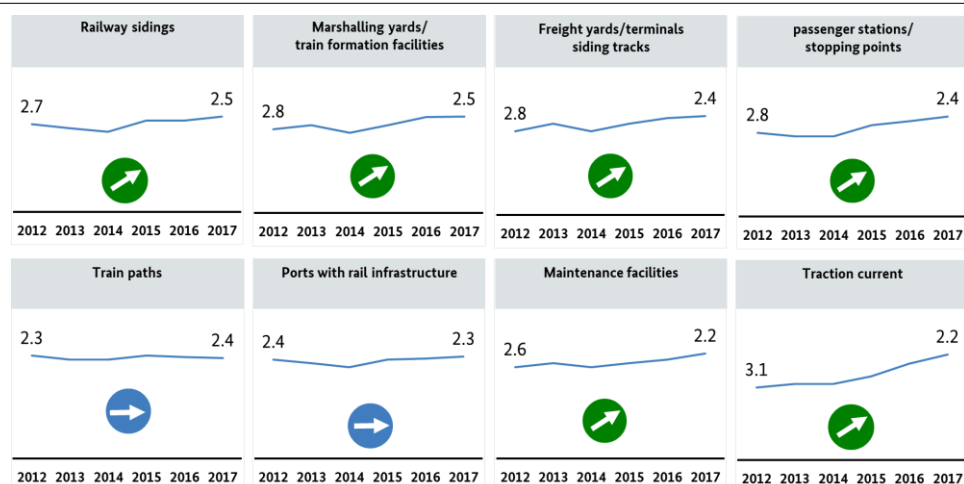 Railway sidings
2.7
2.5
2012 2013 2014 2015 2016 2017
Marshalling yards/
train formation facilities
2.8
2.5
2012 2013 2014 2015 2016 2017
Freight yards/terminals
siding tracks
2.8
2.4
2012 2013 2014 2015 2016 2017
passenger stations/
stopping points
2.8
2.4
2012 2013 2014 2015 2016 2017
Train paths
2.3
2.4
2012 2013 2014 2015 2016 2017
Ports with rail infrastructure
2.4
2.3
2012 2013 2014 2015 2016 2017
Maintenance facilities
2.6
2.2
2012 2013 2014 2015 2016 2017
Traction current
3.1
2.2
2012 2013 2014 2015 2016 2017